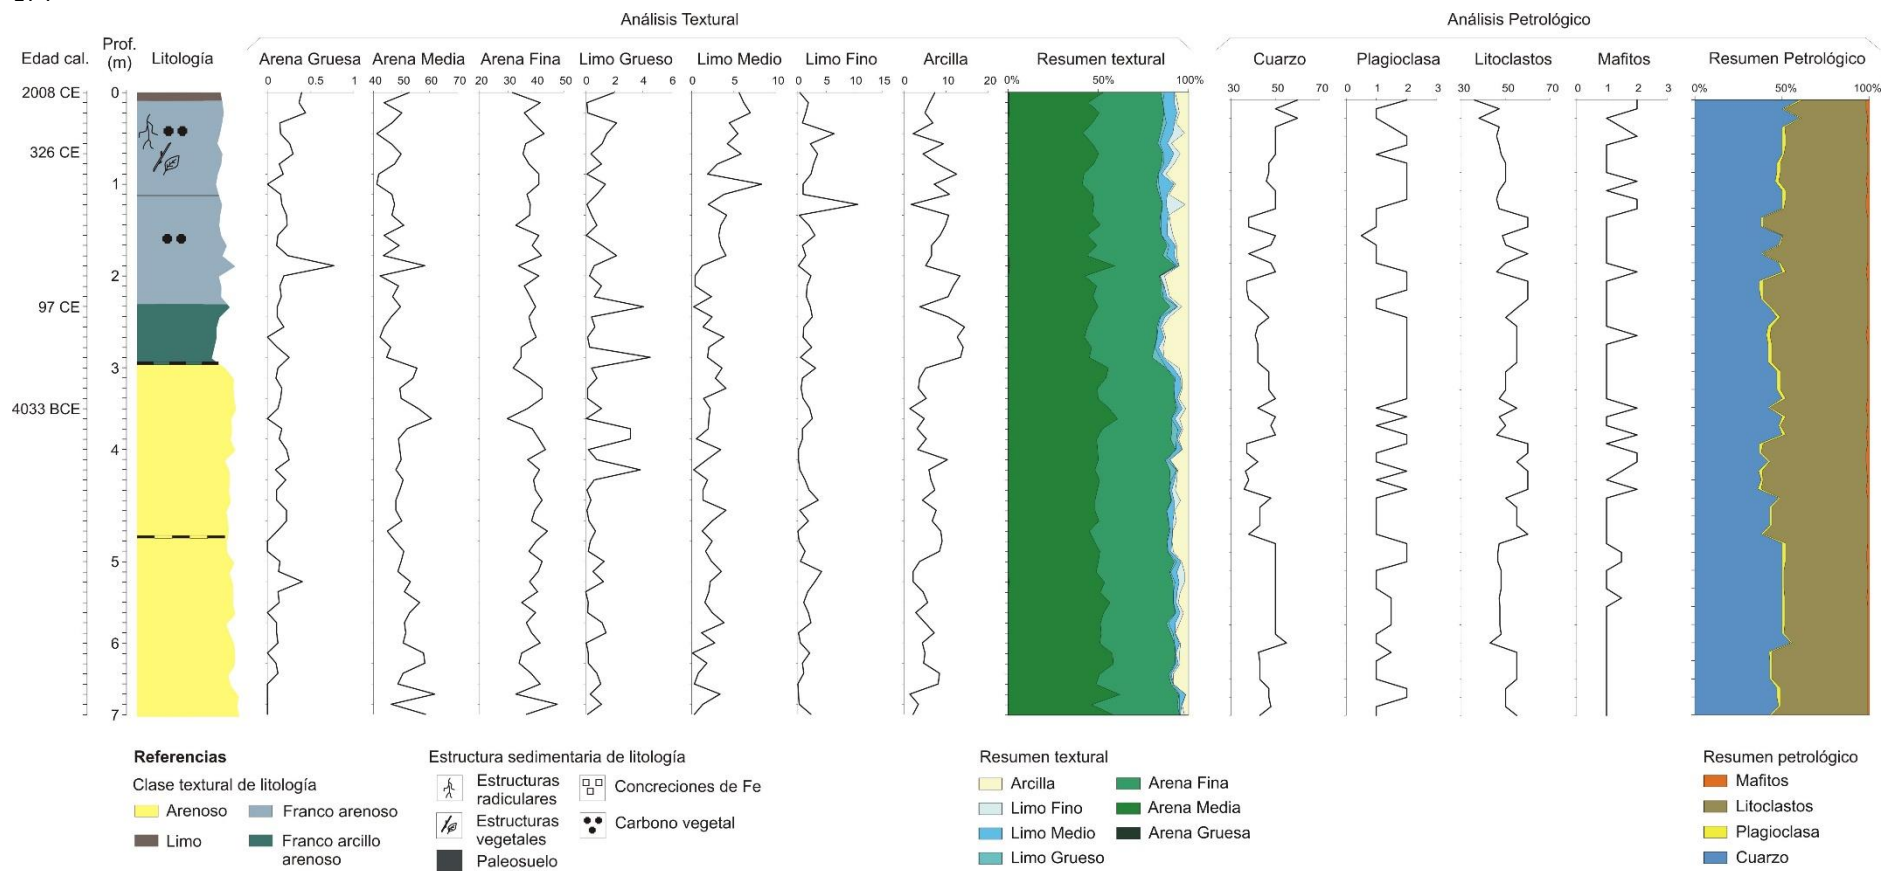 Análisis Textural
Análisis Petrológico
Edad cal.
Prof.
(m)
Litología
Arena Gruesa
Arena Media
Arena Fina
Limo Grueso
Limo Medio
Limo Fino
Arcilla
Resumen textural
Cuarzo
Plagioclasa
Litoclastos
Mafitos
Resumen Petrológico
0 0.5 1
40 50 60 70
20 30 40 50
0 2 4 6
0 5 10
0 5 10 15
0 10 20
0% 50% 100%
30 50 70
0 1 2 3
30 50 70
0 1 2 3
0% 50% 100%
2008 CE
326 CE
97 CE
4033 BCE
0
1
2
3
4
5
6
7
Referencias
Clase textural de litología
Arenoso
Franco arenoso
Limo
Franco arcillo
arenoso
Estructura sedimentaria de litología
Estructuras
radiculares
Concreciones de Fe
Estructuras
vegetales
Carbono vegetal
Paleosuelo
Resumen textural
Arcilla
Arena Fina
Limo Fino
Arena Media
Limo Medio
Arena Gruesa
Limo Grueso
Resumen petrológico
Mafitos
Litoclastos
Plagioclasa
Cuarzo